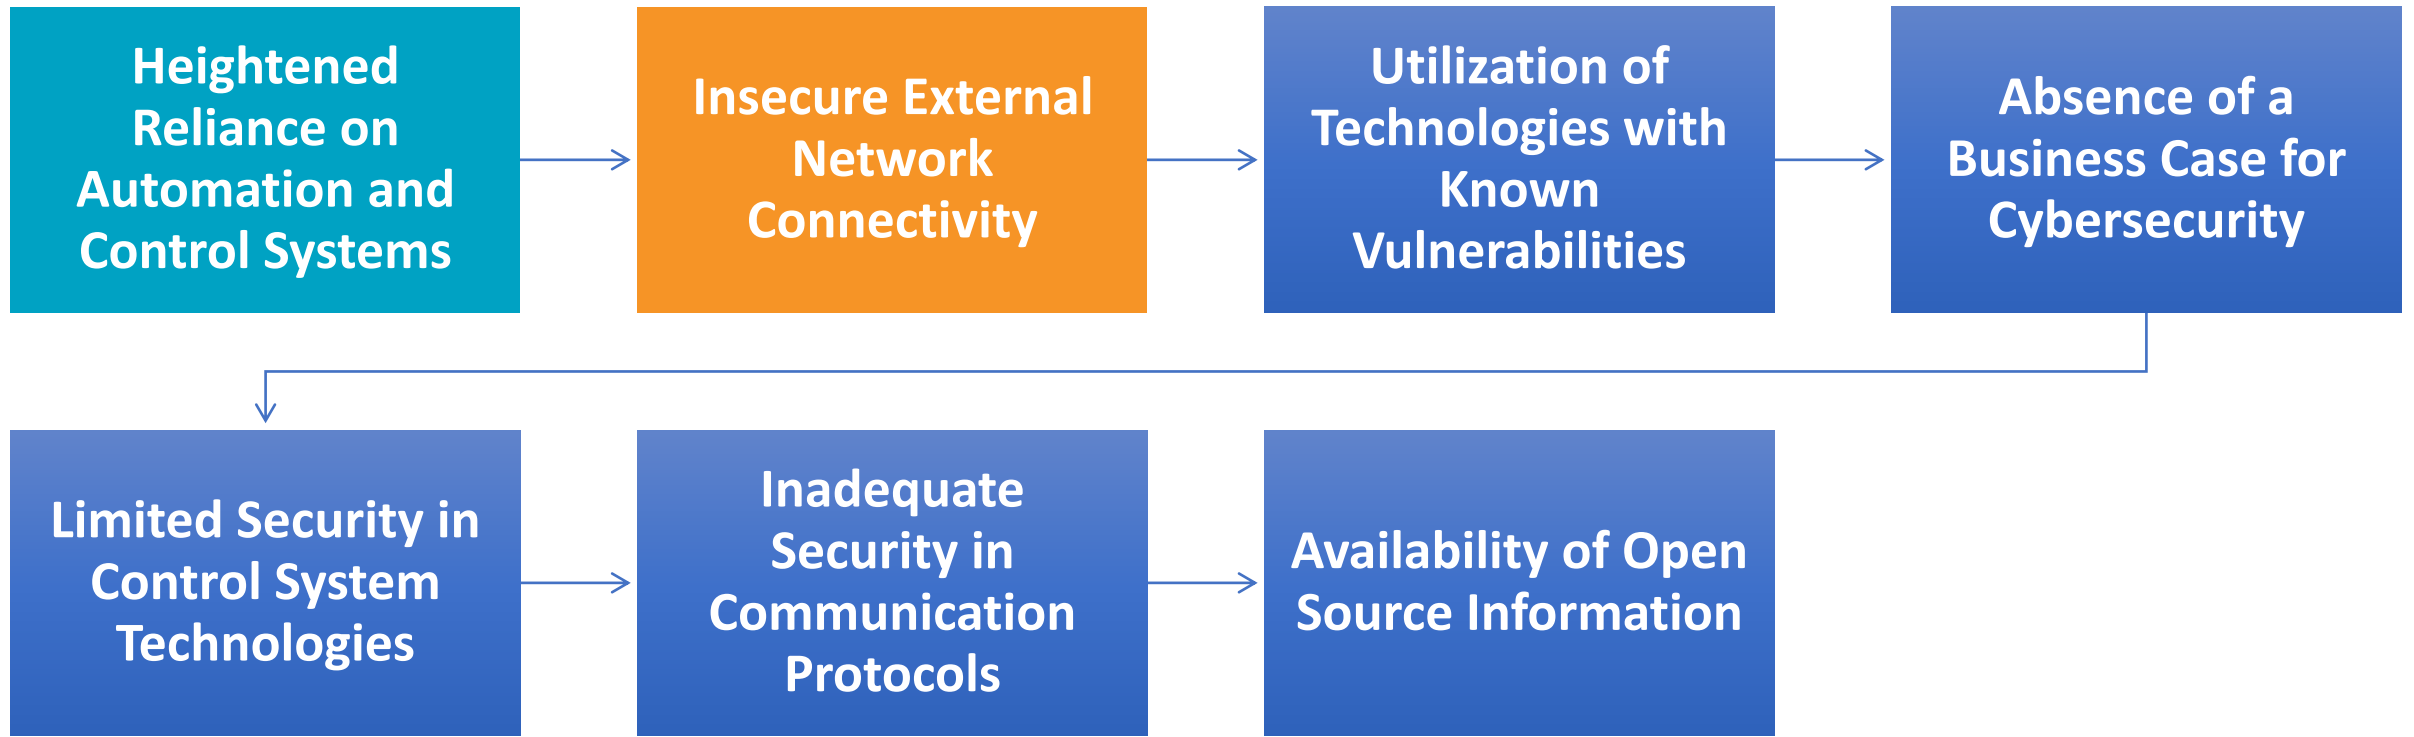 Heightened
Reliance on
Automation and
Control Systems
Insecure External
Network
Connectivity
Utilization of
Technologies with
Known
Vulnerabilities
Absence of a
Business Case for
Cybersecurity
Limited Security in
Control System
Technologies
Inadequate
Security in
Communication
Protocols
Availability of Open
Source Information